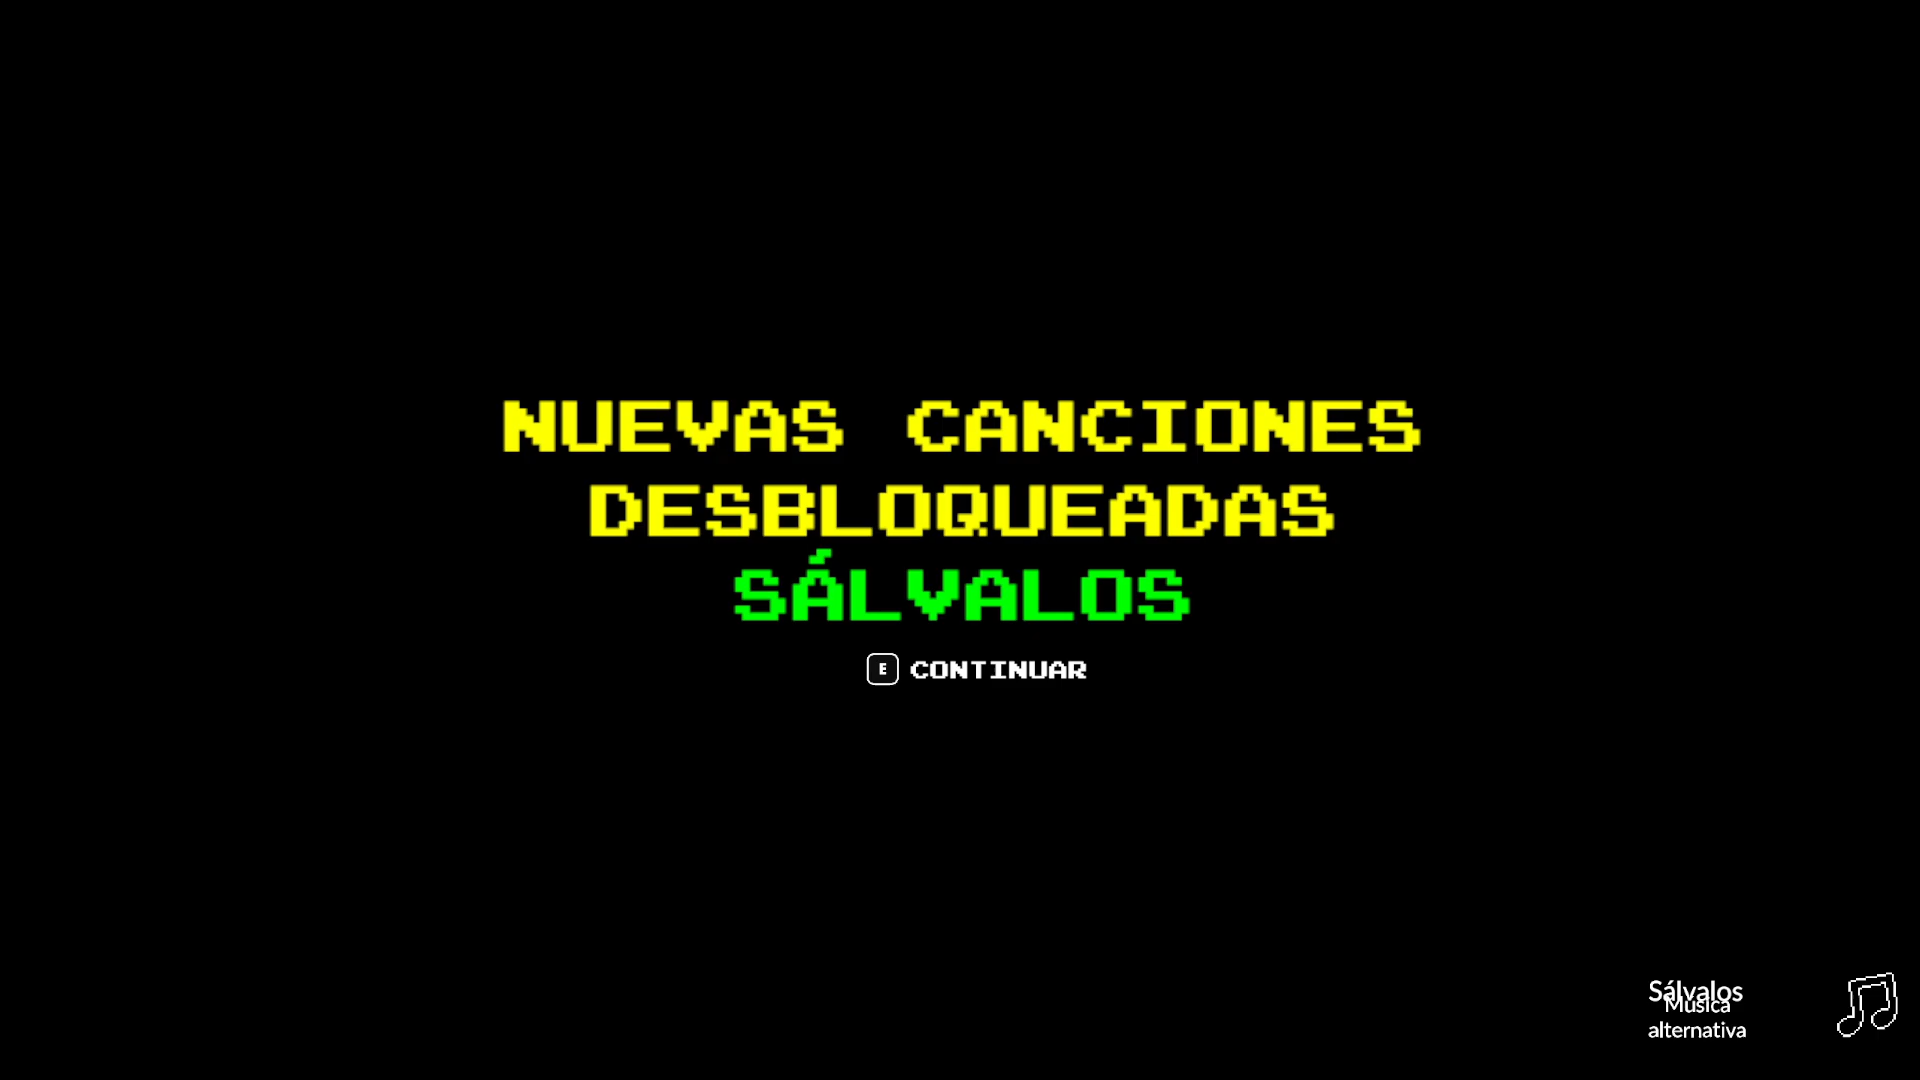 NUEVAS CANCIONES
DESBLOQUEADAS
SÁLVALOS
E CONTINUAR
Sálvalos
Música
alternativa